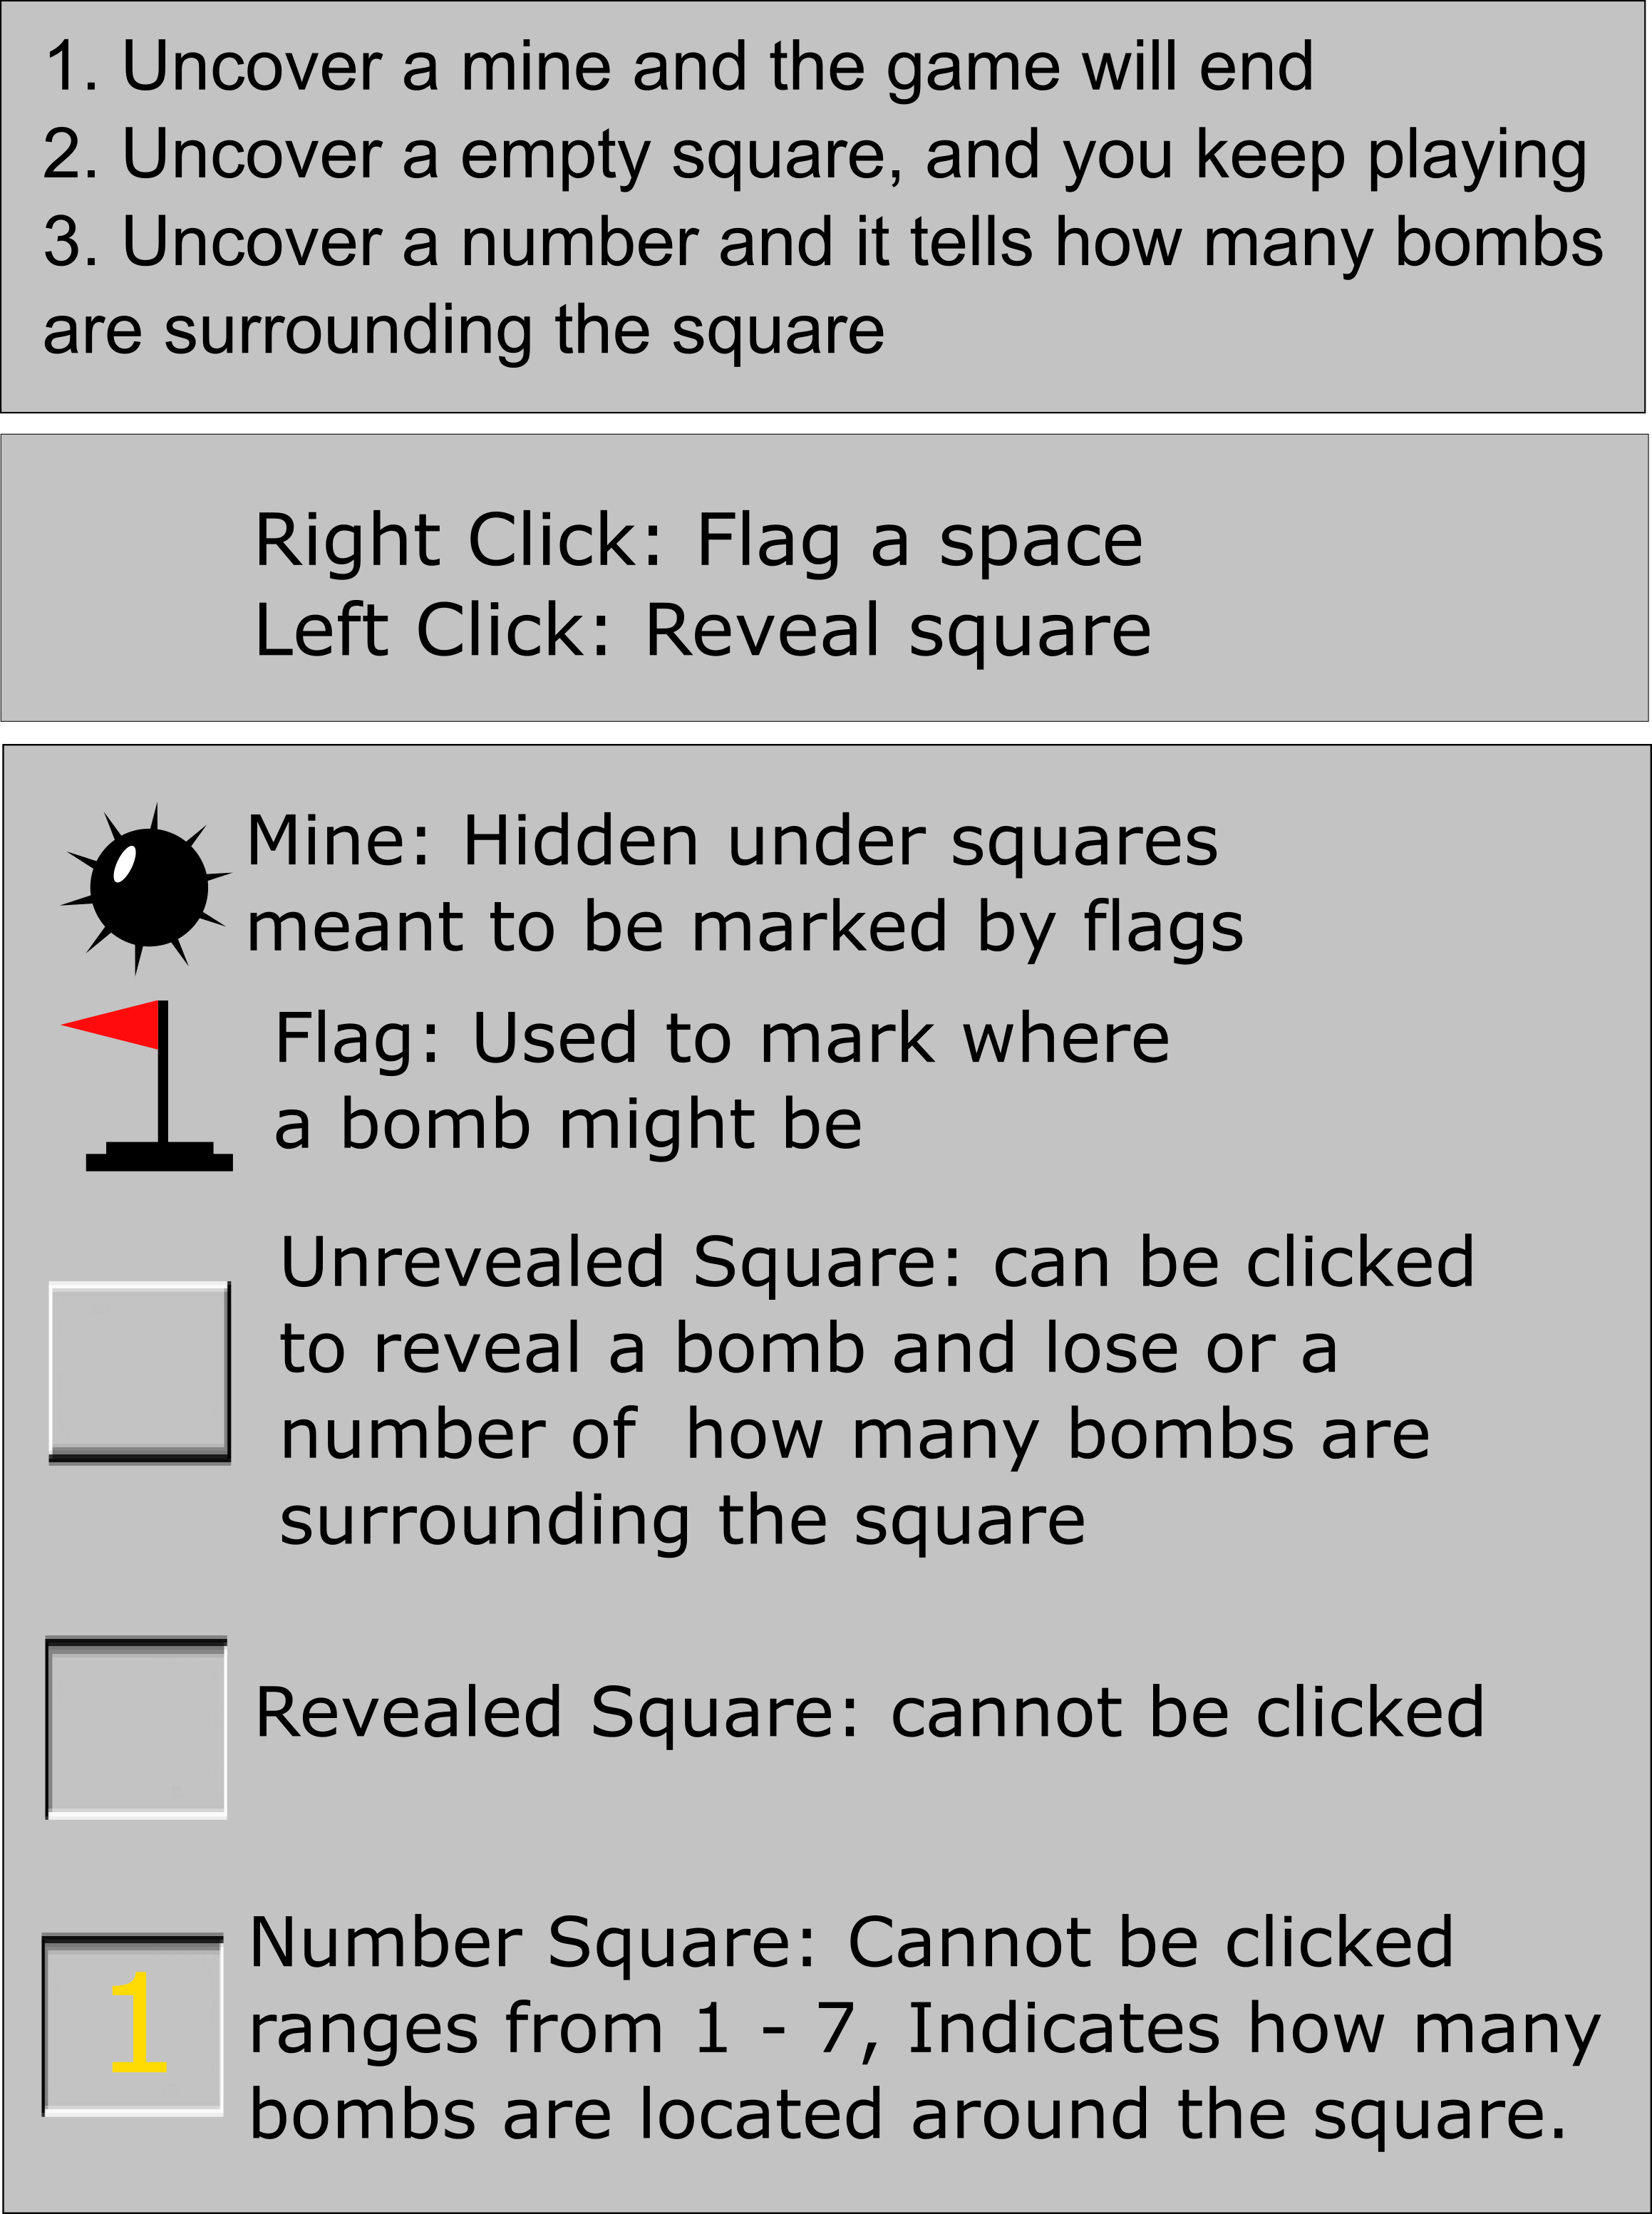 1. Uncover a mine and the game will end
2. Uncover a empty square, and you keep playing
3. Uncover a number and it tells how many bombs
are surrounding the square
Right Click: Flag a space
Left Click: Reveal square
Mine: Hidden under squares
meant to be marked by flags
Flag: Used to mark where
a bomb might be
Unrevealed Square: can be clicked
to reveal a bomb and lose or a
number of  how many bombs are
surrounding the square
Revealed Square: cannot be clicked
1
Number Square: Cannot be clicked
ranges from 1 - 7, Indicates how many
bombs are located around the square.